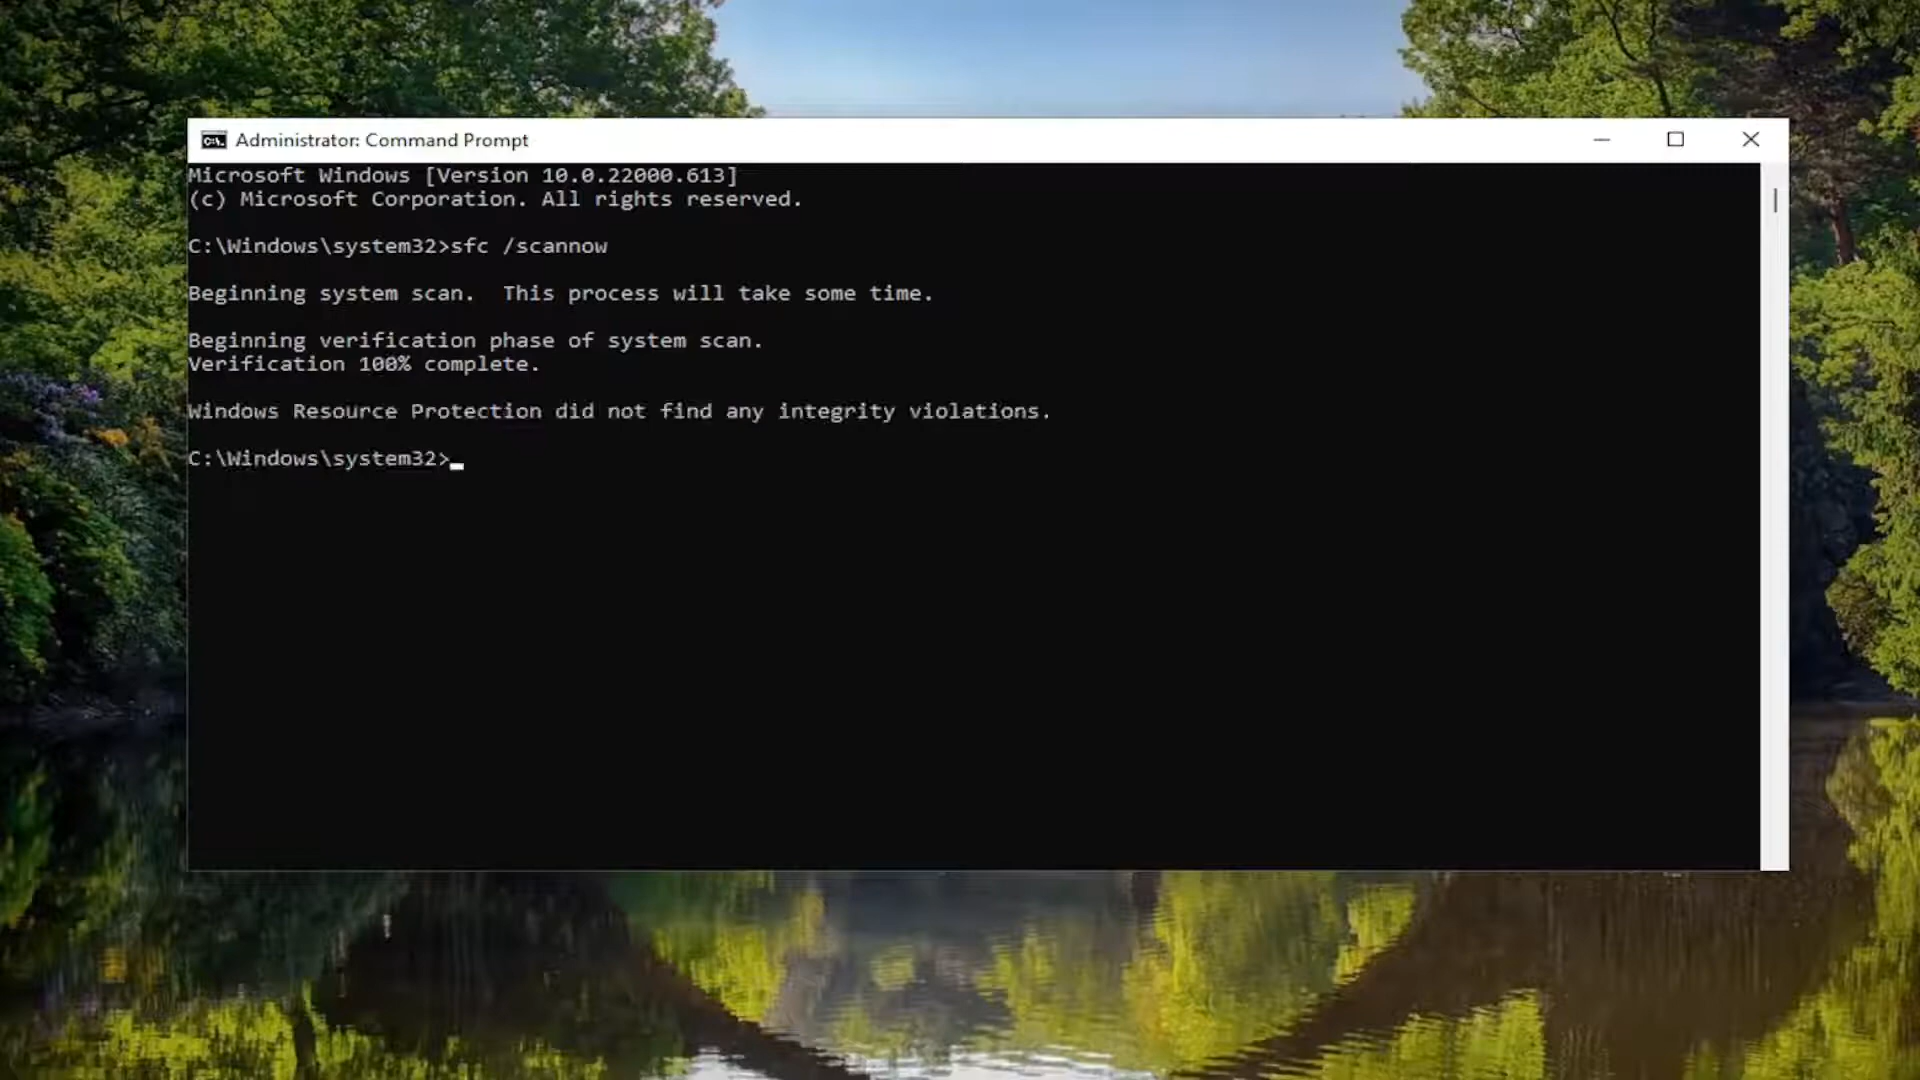 Administrator: Command Prompt
Microsoft Windows [Version 10.0.22000.613]
(c) Microsoft Corporation. All rights reserved.
C:\Windows\system32>sfc /scannow
Beginning system scan.  This process will take some time.
Beginning verification phase of system scan.
Verification 100% complete.
Windows Resource Protection did not find any integrity violations.
C:\Windows\system32>